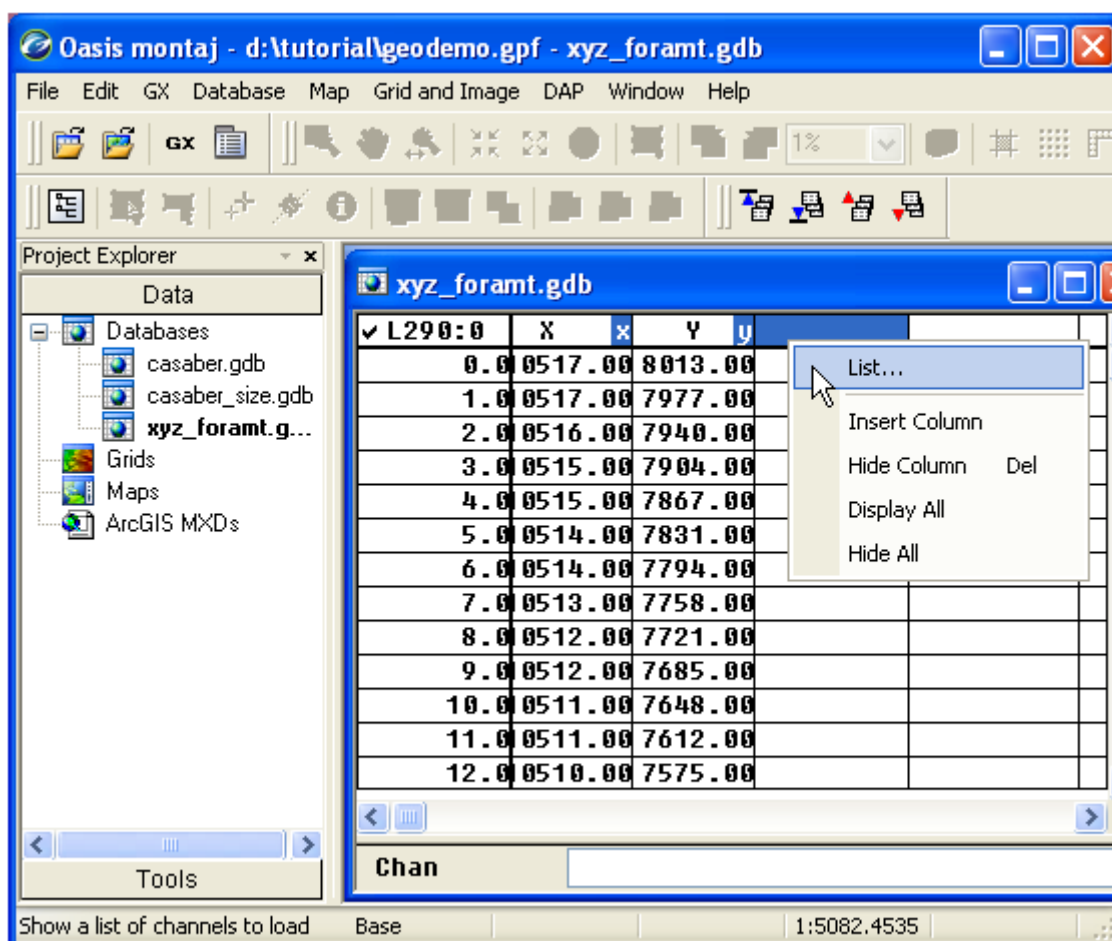 Oasis montaj - d:\tutorial\geodemo.gpf - xyz_foramt.gdb
File Edit GX Database Map Grid and Image DAP Window Help
GX 1%
Project Explorer
Data
Databases
casaber.gdb
casaber_size.gdb
xyz_foramt.g...
Grids
Maps
ArcGIS MXDs
Tools
xyz_foramt.gdb
L290:0 X x Y y
0.0 0517.00 8013.00
1.0 0517.00 7977.00
2.0 0516.00 7940.00
3.0 0515.00 7904.00
4.0 0515.00 7867.00
5.0 0514.00 7831.00
6.0 0514.00 7794.00
7.0 0513.00 7758.00
8.0 0512.00 7721.00
9.0 0512.00 7685.00
10.0 0511.00 7648.00
11.0 0511.00 7612.00
12.0 0510.00 7575.00
List...
Insert Column
Hide Column Del
Display All
Hide All
Chan
Show a list of channels to load Base 1:5082.4535